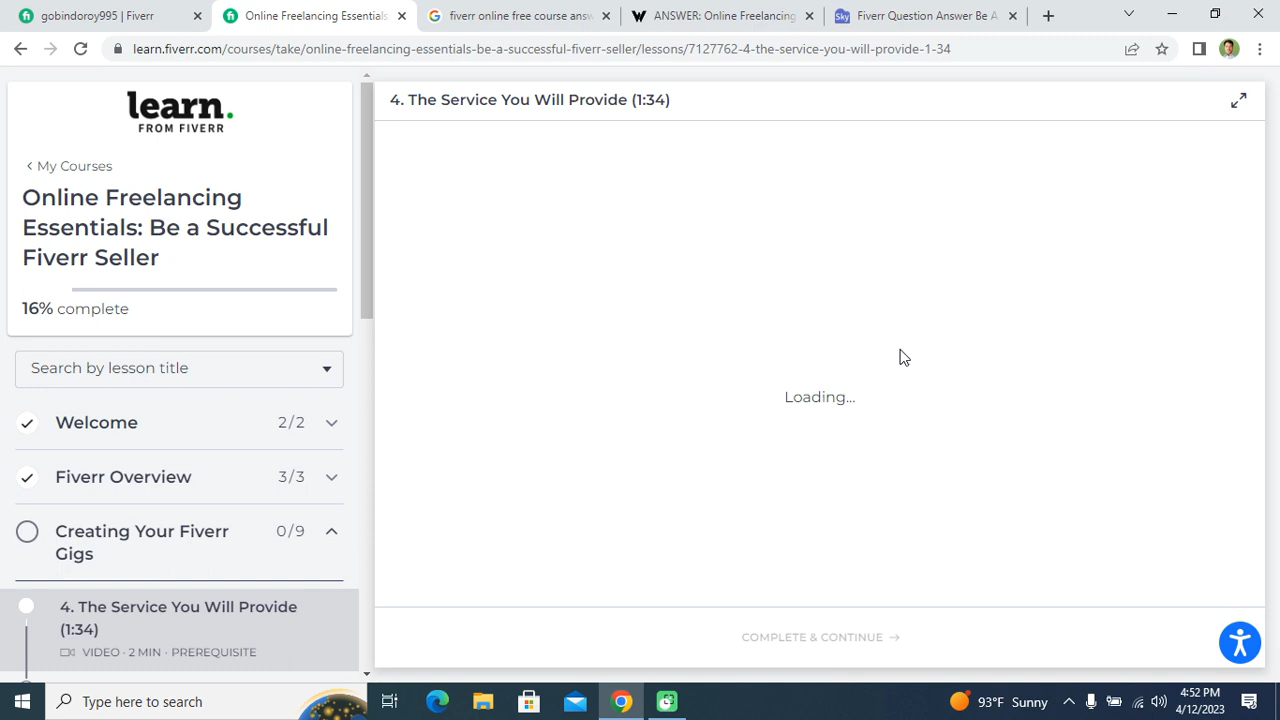 gobindoroy995 | Fiverr
Online Freelancing Essentials
fiverr online free course answ
ANSWER: Online Freelancing
Fiverr Question Answer Be A
learn.fiverr.com/courses/take/online-freelancing-essentials-be-a-successful-fiverr-seller/lessons/7127762-4-the-service-you-will-provide-1-34
learn.
FROM FIVERR
My Courses
Online Freelancing
Essentials: Be a Successful
Fiverr Seller
16% complete
Search by lesson title
Welcome 2/2
Fiverr Overview 3/3
Creating Your Fiverr 0/9
Gigs
4. The Service You Will Provide
(1:34)
VIDEO · 2 MIN · PREREQUISITE
4. The Service You Will Provide (1:34)
Loading...
COMPLETE & CONTINUE →
Type here to search
93°F Sunny
4:52 PM
4/12/2023